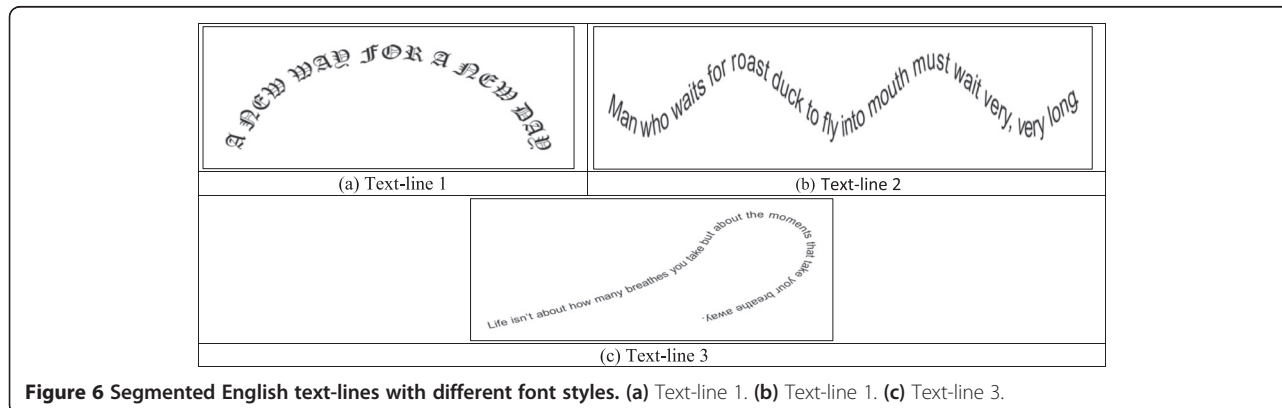 A NEW WAY FOR A NEW DAY
Man who waits for roast duck to fly into mouth must wait very, very long
(a) Text-line 1
(b) Text-line 2
Life isn't about how many breathes you take but about the moments that take your breathe away.
(c) Text-line 3
Figure 6 Segmented English text-lines with different font styles. (a) Text-line 1. (b) Text-line 1. (c) Text-line 3.